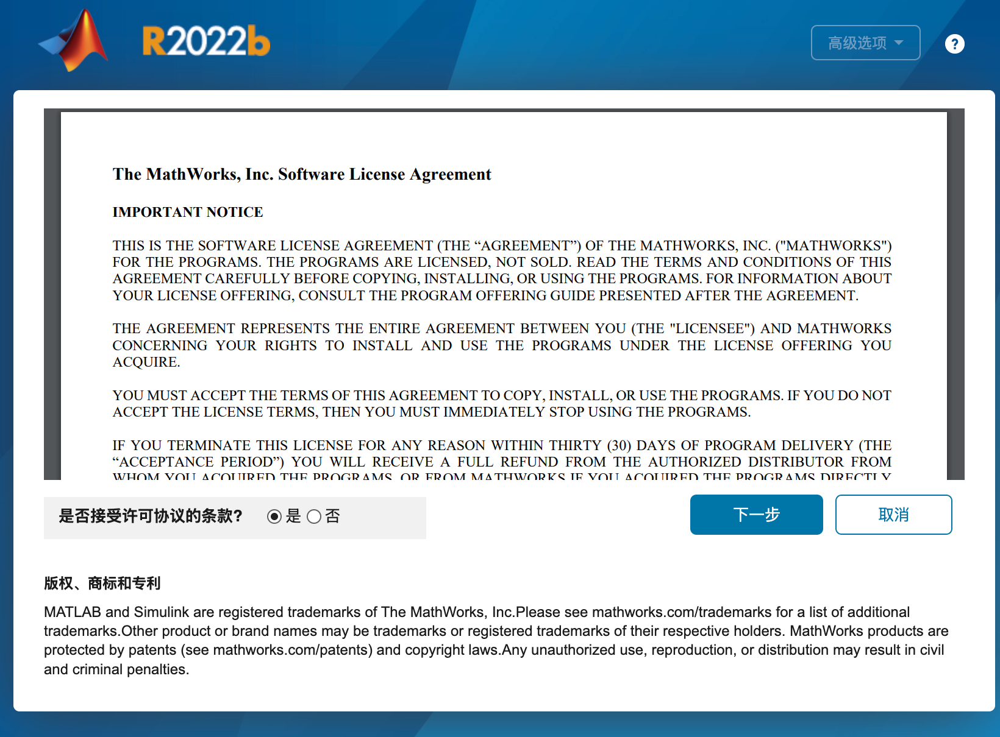 R2022b
高级选项
?
The MathWorks, Inc. Software License Agreement
IMPORTANT NOTICE
THIS IS THE SOFTWARE LICENSE AGREEMENT (THE “AGREEMENT”) OF THE MATHWORKS, INC. ("MATHWORKS")
FOR THE PROGRAMS. THE PROGRAMS ARE LICENSED, NOT SOLD. READ THE TERMS AND CONDITIONS OF THIS
AGREEMENT CAREFULLY BEFORE COPYING, INSTALLING, OR USING THE PROGRAMS. FOR INFORMATION ABOUT
YOUR LICENSE OFFERING, CONSULT THE PROGRAM OFFERING GUIDE PRESENTED AFTER THE AGREEMENT.
THE AGREEMENT REPRESENTS THE ENTIRE AGREEMENT BETWEEN YOU (THE "LICENSEE") AND MATHWORKS
CONCERNING YOUR RIGHTS TO INSTALL AND USE THE PROGRAMS UNDER THE LICENSE OFFERING YOU
ACQUIRE.
YOU MUST ACCEPT THE TERMS OF THIS AGREEMENT TO COPY, INSTALL, OR USE THE PROGRAMS. IF YOU DO NOT
ACCEPT THE LICENSE TERMS, THEN YOU MUST IMMEDIATELY STOP USING THE PROGRAMS.
IF YOU TERMINATE THIS LICENSE FOR ANY REASON WITHIN THIRTY (30) DAYS OF PROGRAM DELIVERY (THE
“ACCEPTANCE PERIOD”) YOU WILL RECEIVE A FULL REFUND FROM THE AUTHORIZED DISTRIBUTOR FROM
WHOM YOU ACQUIRED THE PROGRAMS, OR FROM MATHWORKS IF YOU ACQUIRED THE PROGRAMS DIRECTLY
是否接受许可协议的条款? 是 否
下一步
取消
版权、商标和专利
MATLAB and Simulink are registered trademarks of The MathWorks, Inc.Please see mathworks.com/trademarks for a list of additional
trademarks.Other product or brand names may be trademarks or registered trademarks of their respective holders. MathWorks products are
protected by patents (see mathworks.com/patents) and copyright laws.Any unauthorized use, reproduction, or distribution may result in civil
and criminal penalties.